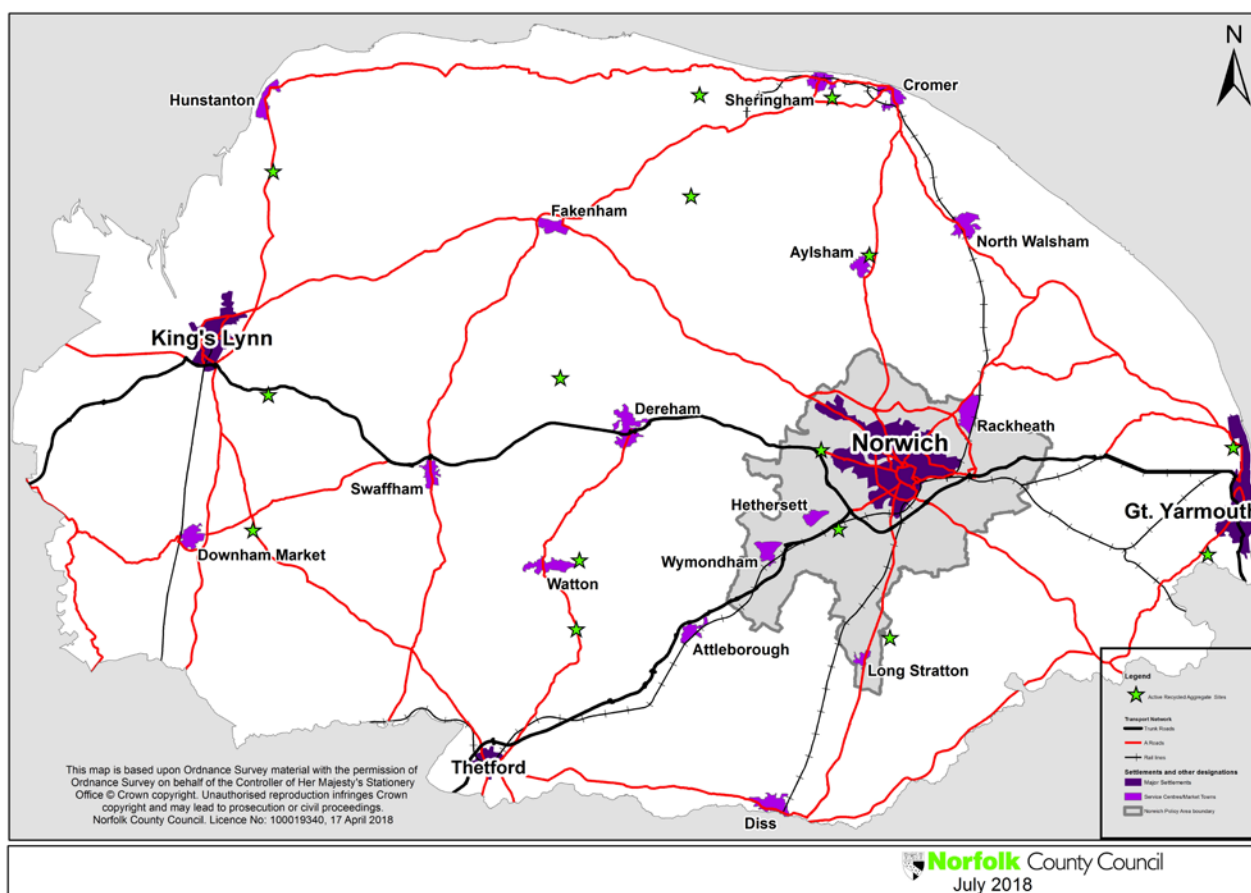 N
Hunstanton
Sheringham
Cromer
Fakenham
Aylsham
North Walsham
King's Lynn
Dereham
Norwich
Rackheath
Swaffham
Hethersett
Gt. Yarmouth
Downham Market
Watton
Wymondham
Attleborough
Long Stratton
Thetford
Diss
Legend
Active Recycled Aggregate Sites
Transport Network
Trunk Roads
A Roads
Rail lines
Settlements and other designations
Major Settlements
Service Centres/Market Towns
Norwich Policy Area boundary
This map is based upon Ordnance Survey material with the permission of
Ordnance Survey on behalf of the Controller of Her Majesty's Stationery
Office © Crown copyright. Unauthorised reproduction infringes Crown
copyright and may lead to prosecution or civil proceedings.
Norfolk County Council. Licence No: 100019340, 17 April 2018
Norfolk County Council
July 2018